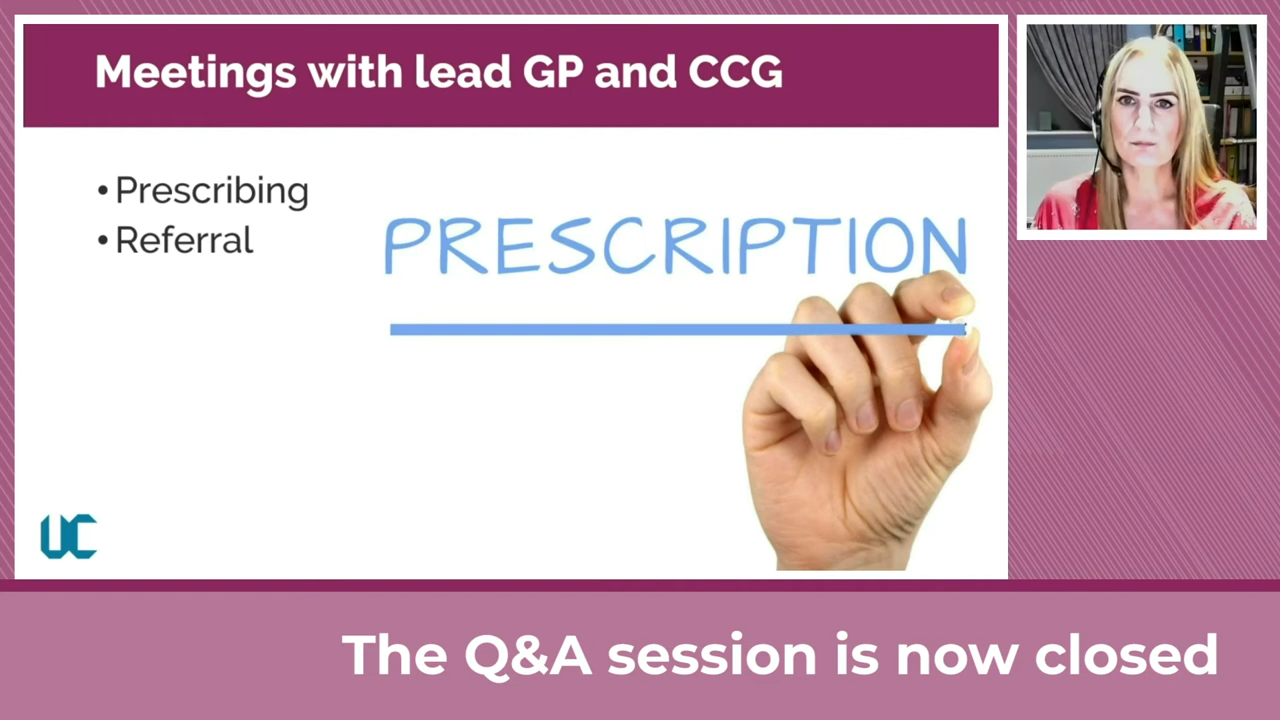 Meetings with lead GP and CCG
• Prescribing
• Referral
PRESCRIPTION
UC
The Q&A session is now closed